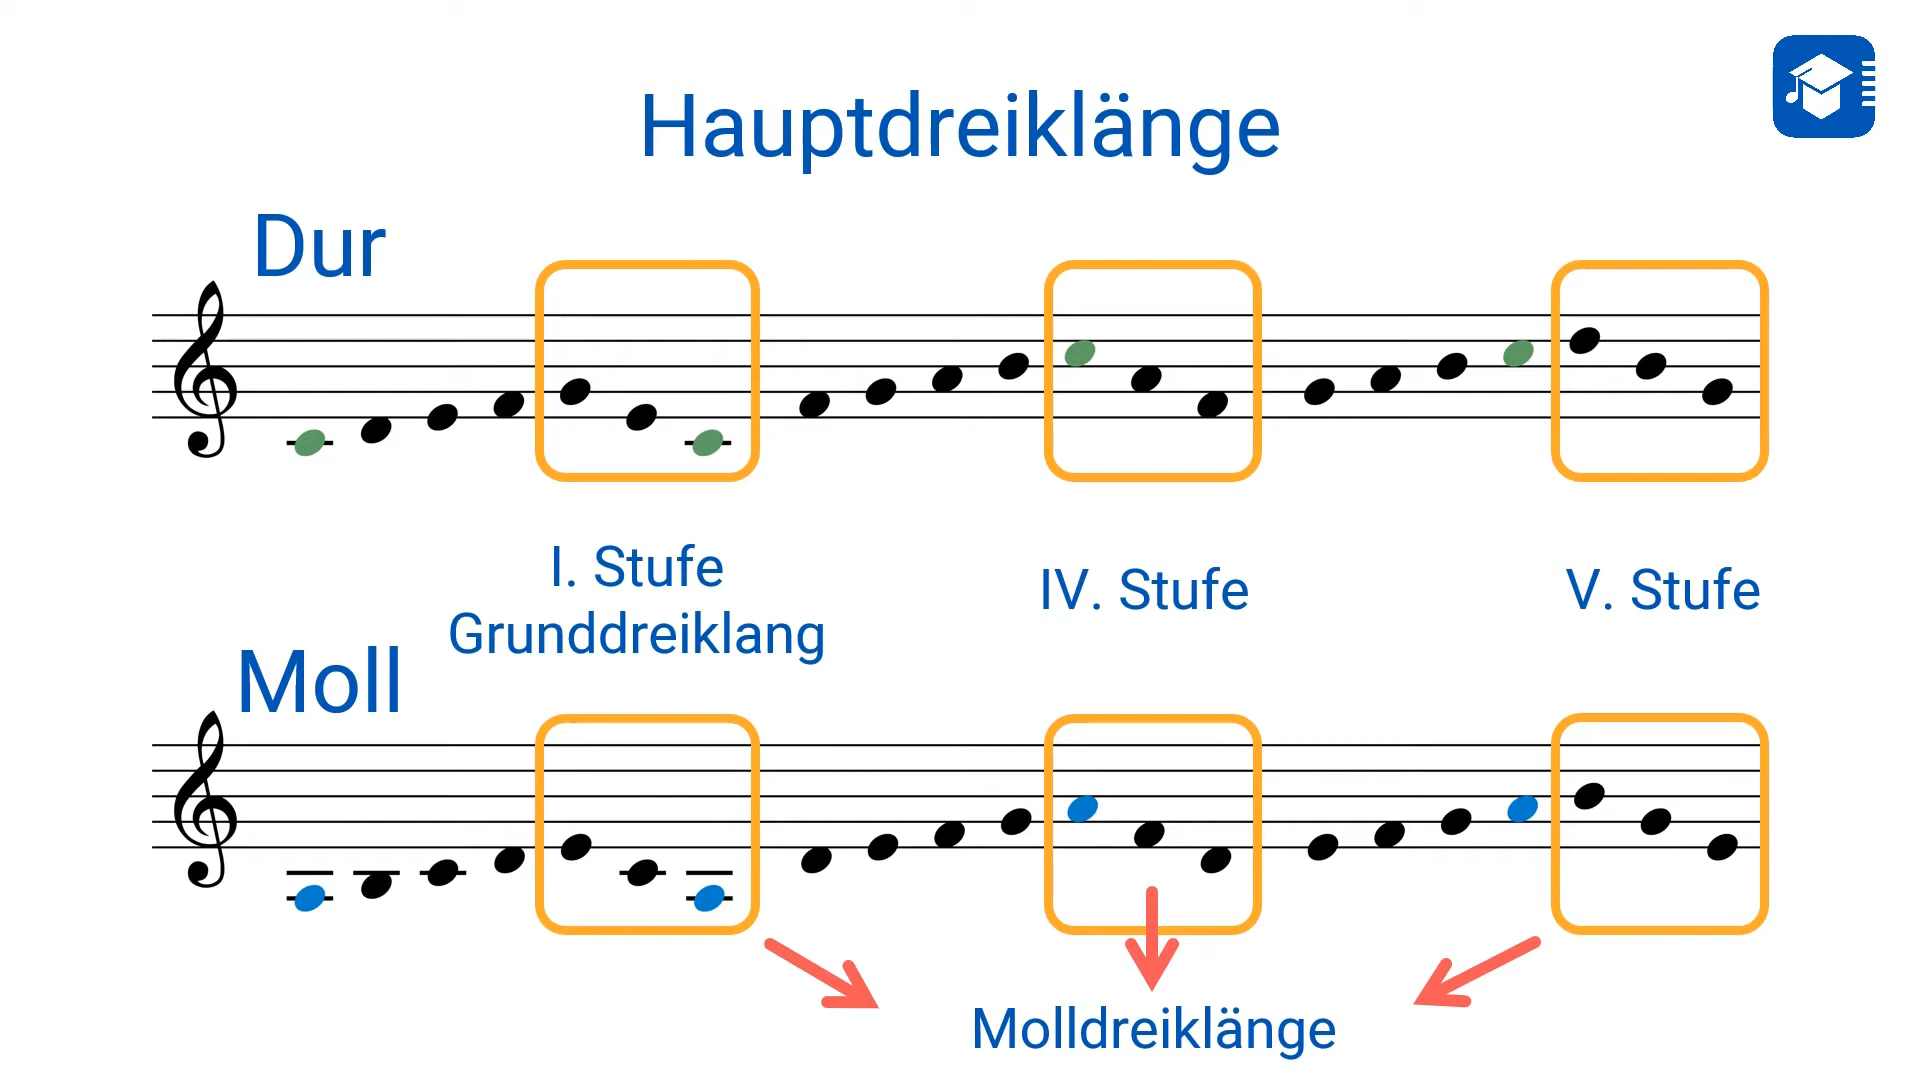 Hauptdreiklänge
Dur
I. Stufe
Grunddreiklang
IV. Stufe
V. Stufe
Moll
Molldreiklänge